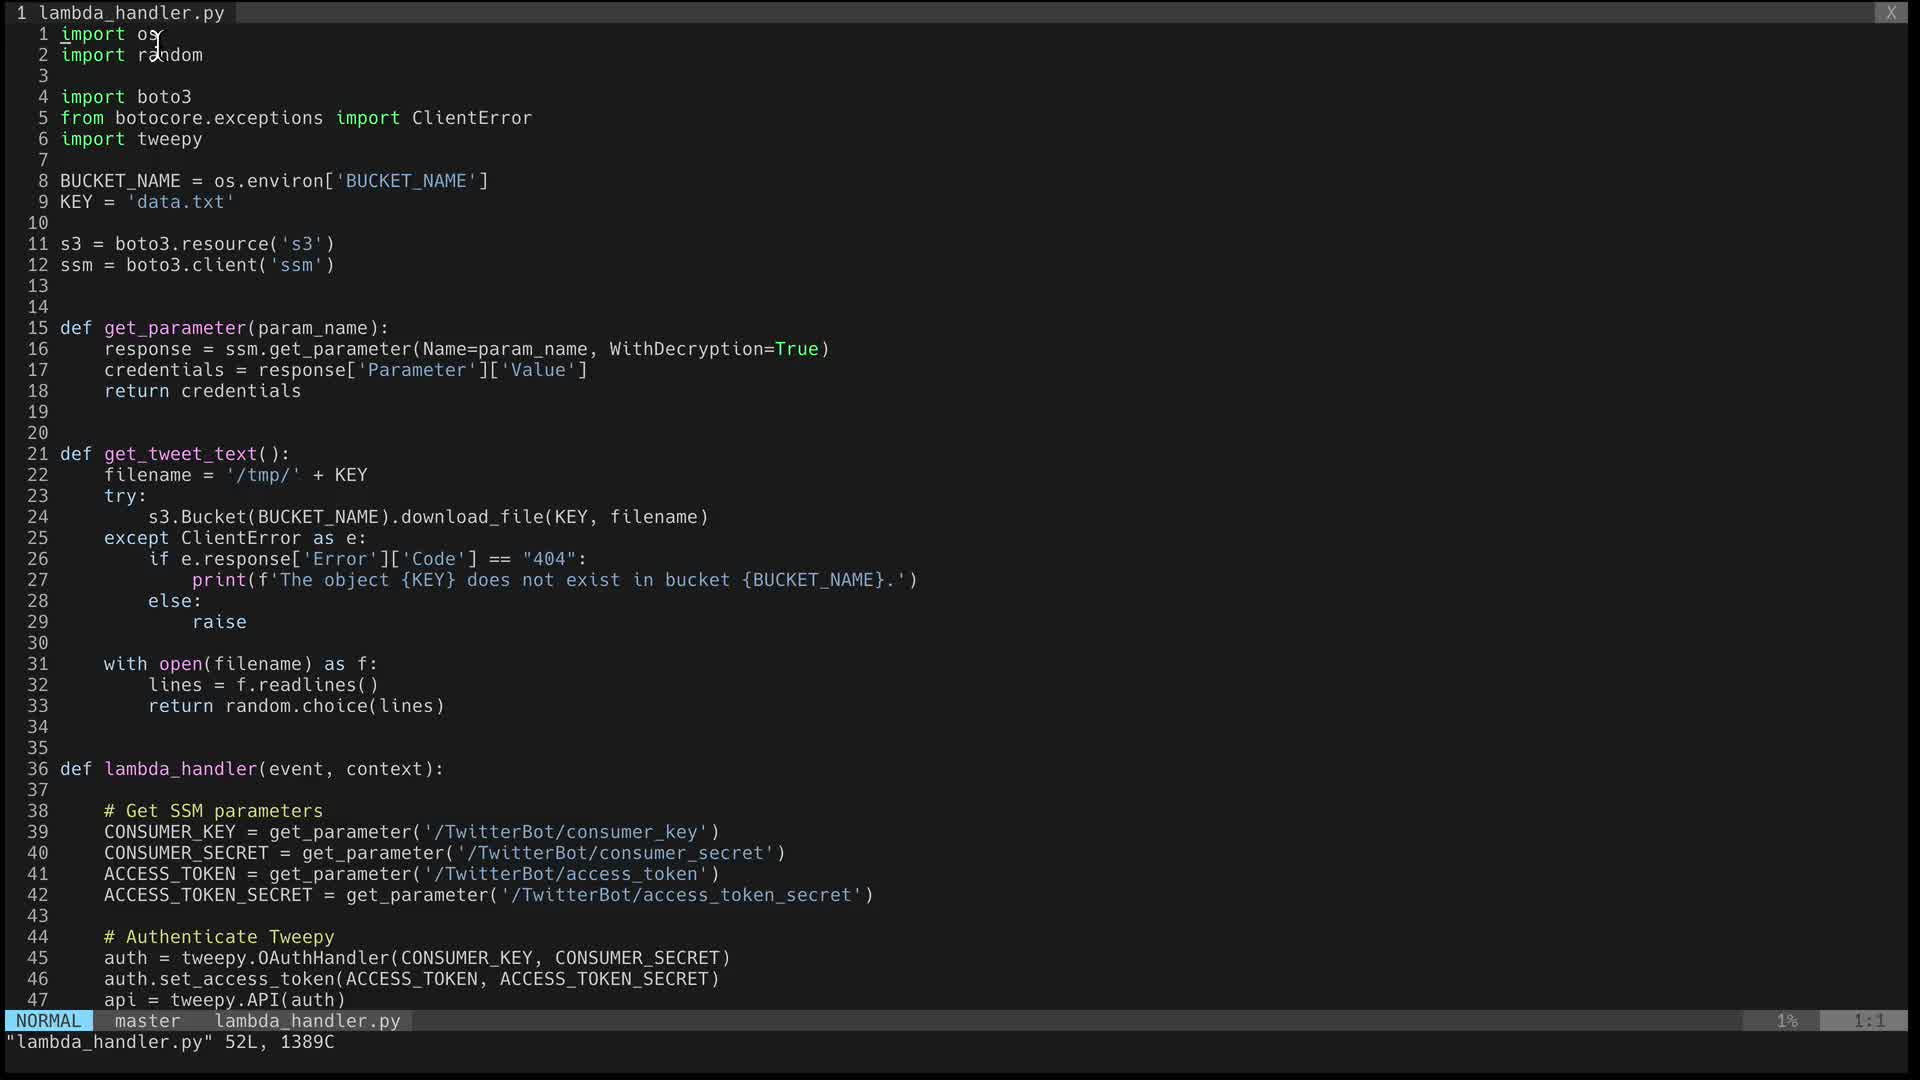 1 lambda_handler.py X
1 import os
2 import random
3
4 import boto3
5 from botocore.exceptions import ClientError
6 import tweepy
7
8 BUCKET_NAME = os.environ['BUCKET_NAME']
9 KEY = 'data.txt'
10
11 s3 = boto3.resource('s3')
12 ssm = boto3.client('ssm')
13
14
15 def get_parameter(param_name):
16     response = ssm.get_parameter(Name=param_name, WithDecryption=True)
17     credentials = response['Parameter']['Value']
18     return credentials
19
20
21 def get_tweet_text():
22     filename = '/tmp/' + KEY
23     try:
24         s3.Bucket(BUCKET_NAME).download_file(KEY, filename)
25     except ClientError as e:
26         if e.response['Error']['Code'] == "404":
27             print(f'The object {KEY} does not exist in bucket {BUCKET_NAME}.')
28         else:
29             raise
30
31     with open(filename) as f:
32         lines = f.readlines()
33         return random.choice(lines)
34
35
36 def lambda_handler(event, context):
37
38     # Get SSM parameters
39     CONSUMER_KEY = get_parameter('/TwitterBot/consumer_key')
40     CONSUMER_SECRET = get_parameter('/TwitterBot/consumer_secret')
41     ACCESS_TOKEN = get_parameter('/TwitterBot/access_token')
42     ACCESS_TOKEN_SECRET = get_parameter('/TwitterBot/access_token_secret')
43
44     # Authenticate Tweepy
45     auth = tweepy.OAuthHandler(CONSUMER_KEY, CONSUMER_SECRET)
46     auth.set_access_token(ACCESS_TOKEN, ACCESS_TOKEN_SECRET)
47     api = tweepy.API(auth)
NORMAL master lambda_handler.py 1% 1:1
"lambda_handler.py" 52L, 1389C